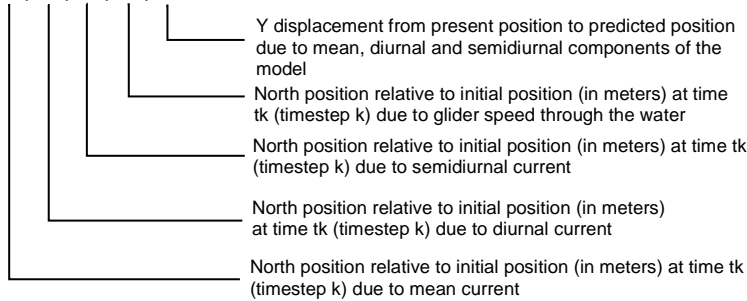 Y displacement from present position to predicted position
due to mean, diurnal and semidiurnal components of the
model
North position relative to initial position (in meters) at time
tk (timestep k) due to glider speed through the water
North position relative to initial position (in meters) at time tk
(timestep k) due to semidiurnal current
North position relative to initial position (in meters)
at time tk (timestep k) due to diurnal current
North position relative to initial position (in meters) at time tk
(timestep k) due to mean current